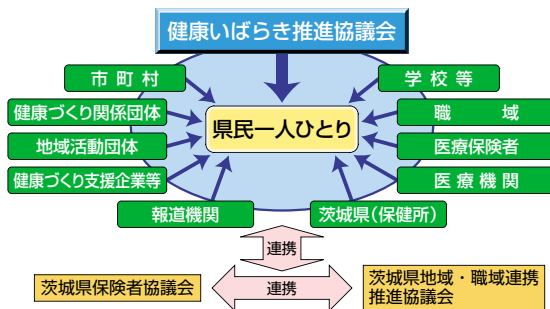 健康いばらき推進協議会
市町村
学校等
健康づくり関係団体
県民一人ひとり
職域
地域活動団体
医療保険者
健康づくり支援企業等
医療機関
報道機関
茨城県(保健所)
連携
茨城県保険者協議会
連携
茨城県地域・職域連携
推進協議会